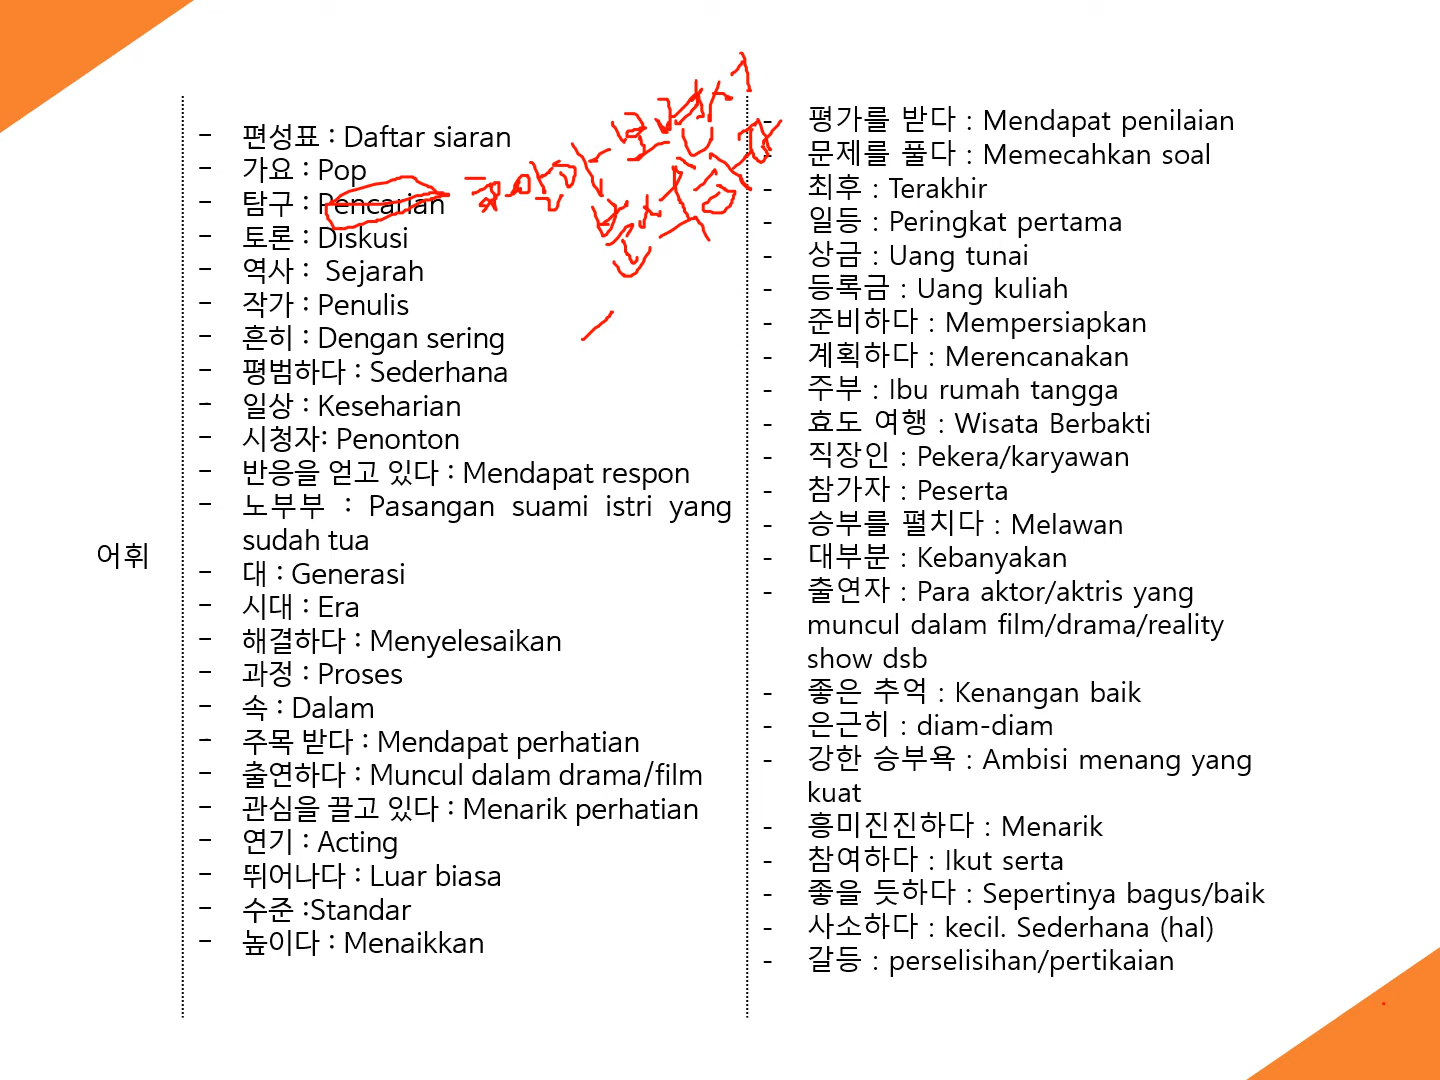 어휘
- 편성표 : Daftar siaran
- 가요 : Pop
- 탐구 : Pencarian
- 토론 : Diskusi
- 역사 : Sejarah
- 작가 : Penulis
- 흔히 : Dengan sering
- 평범하다 : Sederhana
- 일상 : Keseharian
- 시청자: Penonton
- 반응을 얻고 있다 : Mendapat respon
- 노부부 : Pasangan suami istri yang
sudah tua
- 대 : Generasi
- 시대 : Era
- 해결하다 : Menyelesaikan
- 과정 : Proses
- 속 : Dalam
- 주목 받다 : Mendapat perhatian
- 출연하다 : Muncul dalam drama/film
- 관심을 끌고 있다 : Menarik perhatian
- 연기 : Acting
- 뛰어나다 : Luar biasa
- 수준 :Standar
- 높이다 : Menaikkan
- 평가를 받다 : Mendapat penilaian
- 문제를 풀다 : Memecahkan soal
- 최후 : Terakhir
- 일등 : Peringkat pertama
- 상금 : Uang tunai
- 등록금 : Uang kuliah
- 준비하다 : Mempersiapkan
- 계획하다 : Merencanakan
- 주부 : Ibu rumah tangga
- 효도 여행 : Wisata Berbakti
- 직장인 : Pekera/karyawan
- 참가자 : Peserta
- 승부를 펼치다 : Melawan
- 대부분 : Kebanyakan
- 출연자 : Para aktor/aktris yang
muncul dalam film/drama/reality
show dsb
- 좋은 추억 : Kenangan baik
- 은근히 : diam-diam
- 강한 승부욕 : Ambisi menang yang
kuat
- 흥미진진하다 : Menarik
- 참여하다 : Ikut serta
- 좋을 듯하다 : Sepertinya bagus/baik
- 사소하다 : kecil. Sederhana (hal)
- 갈등 : perselisihan/pertikaian